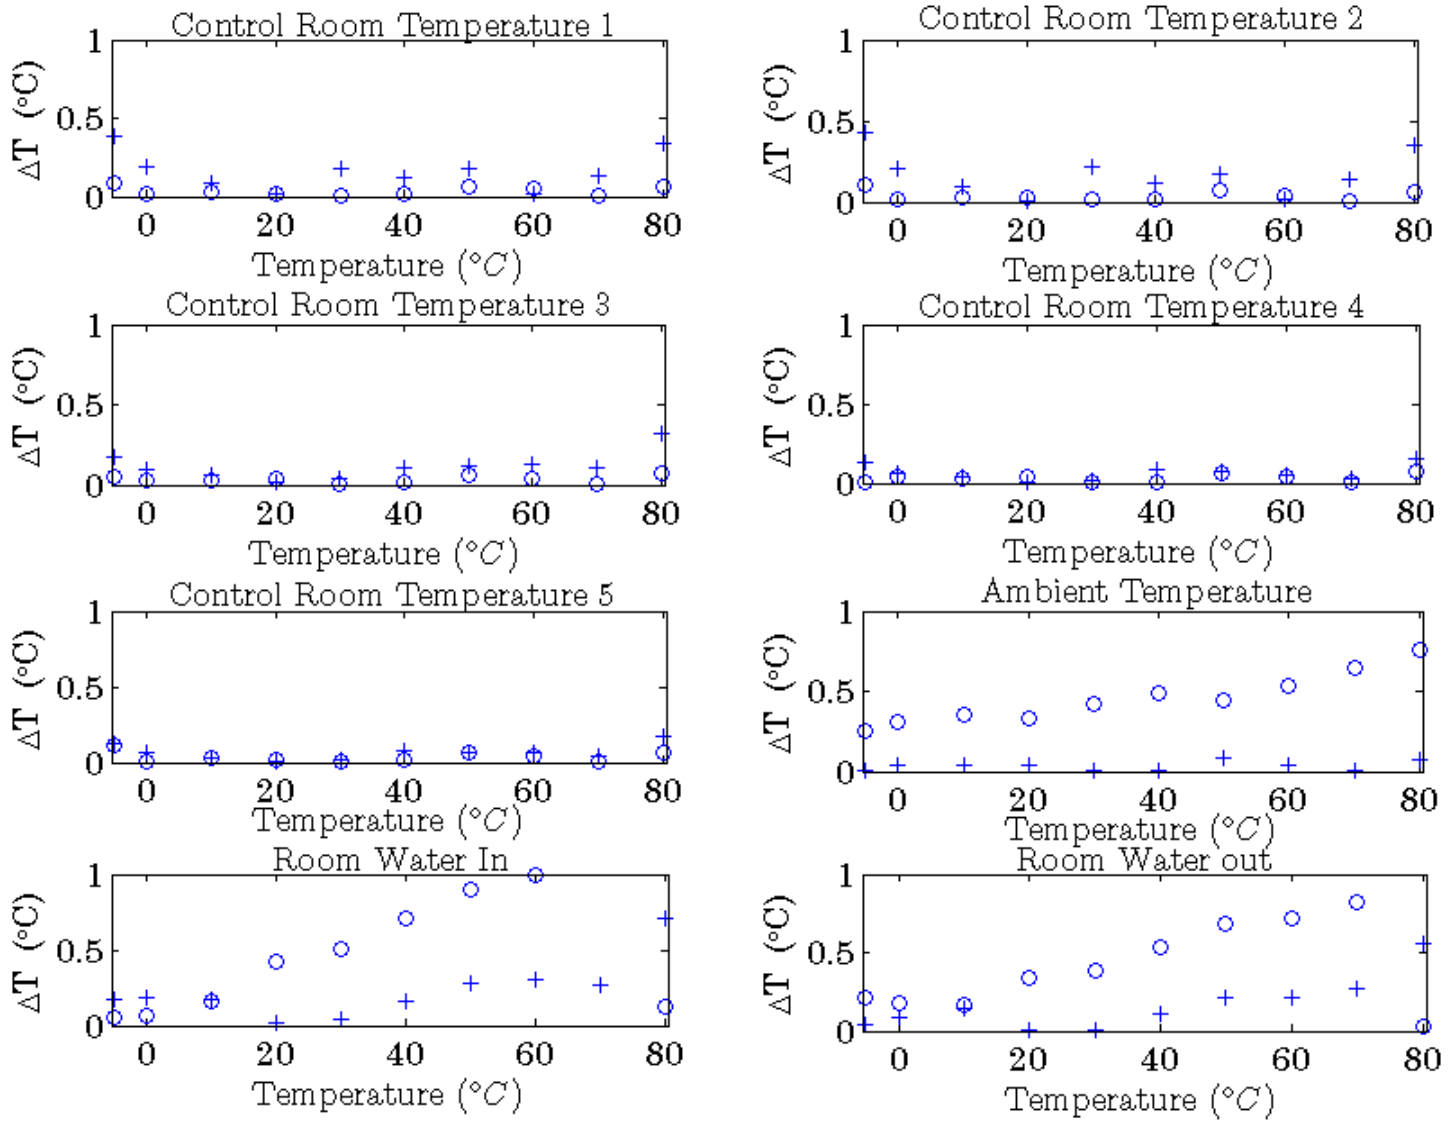 Control Room Temperature 1
1
0.5
0
ΔT (°C)
0 20 40 60 80
Temperature (°C)
Control Room Temperature 2
1
0.5
0
ΔT (°C)
0 20 40 60 80
Temperature (°C)
Control Room Temperature 3
1
0.5
0
ΔT (°C)
0 20 40 60 80
Temperature (°C)
Control Room Temperature 4
1
0.5
0
ΔT (°C)
0 20 40 60 80
Temperature (°C)
Control Room Temperature 5
1
0.5
0
ΔT (°C)
0 20 40 60 80
Temperature (°C)
Ambient Temperature
1
0.5
0
ΔT (°C)
0 20 40 60 80
Temperature (°C)
Room Water In
1
0.5
0
ΔT (°C)
0 20 40 60 80
Temperature (°C)
Room Water out
1
0.5
0
ΔT (°C)
0 20 40 60 80
Temperature (°C)